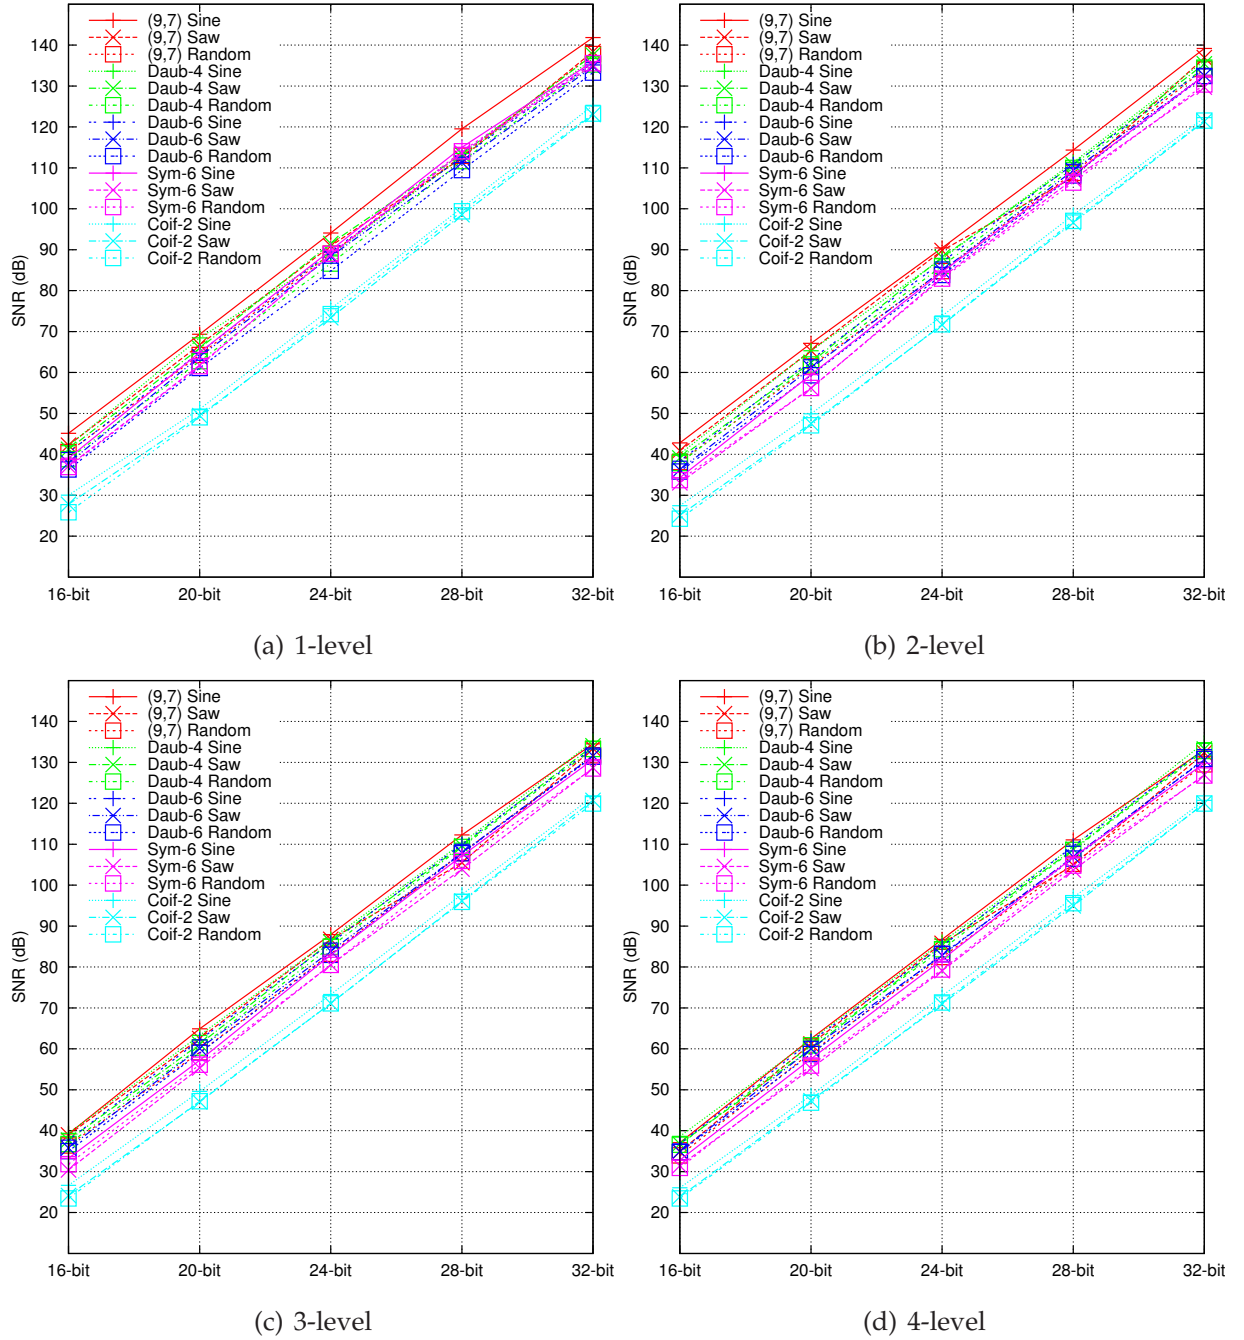 (9,7) Sine
(9,7) Saw
(9,7) Random
Daub-4 Sine
Daub-4 Saw
Daub-4 Random
Daub-6 Sine
Daub-6 Saw
Daub-6 Random
Sym-6 Sine
Sym-6 Saw
Sym-6 Random
Coif-2 Sine
Coif-2 Saw
Coif-2 Random
140
130
120
110
100
90
80
70
60
50
40
30
20
SNR (dB)
16-bit 20-bit 24-bit 28-bit 32-bit
(a) 1-level
(9,7) Sine
(9,7) Saw
(9,7) Random
Daub-4 Sine
Daub-4 Saw
Daub-4 Random
Daub-6 Sine
Daub-6 Saw
Daub-6 Random
Sym-6 Sine
Sym-6 Saw
Sym-6 Random
Coif-2 Sine
Coif-2 Saw
Coif-2 Random
140
130
120
110
100
90
80
70
60
50
40
30
20
SNR (dB)
16-bit 20-bit 24-bit 28-bit 32-bit
(b) 2-level
(9,7) Sine
(9,7) Saw
(9,7) Random
Daub-4 Sine
Daub-4 Saw
Daub-4 Random
Daub-6 Sine
Daub-6 Saw
Daub-6 Random
Sym-6 Sine
Sym-6 Saw
Sym-6 Random
Coif-2 Sine
Coif-2 Saw
Coif-2 Random
140
130
120
110
100
90
80
70
60
50
40
30
20
SNR (dB)
16-bit 20-bit 24-bit 28-bit 32-bit
(c) 3-level
(9,7) Sine
(9,7) Saw
(9,7) Random
Daub-4 Sine
Daub-4 Saw
Daub-4 Random
Daub-6 Sine
Daub-6 Saw
Daub-6 Random
Sym-6 Sine
Sym-6 Saw
Sym-6 Random
Coif-2 Sine
Coif-2 Saw
Coif-2 Random
140
130
120
110
100
90
80
70
60
50
40
30
20
SNR (dB)
16-bit 20-bit 24-bit 28-bit 32-bit
(d) 4-level